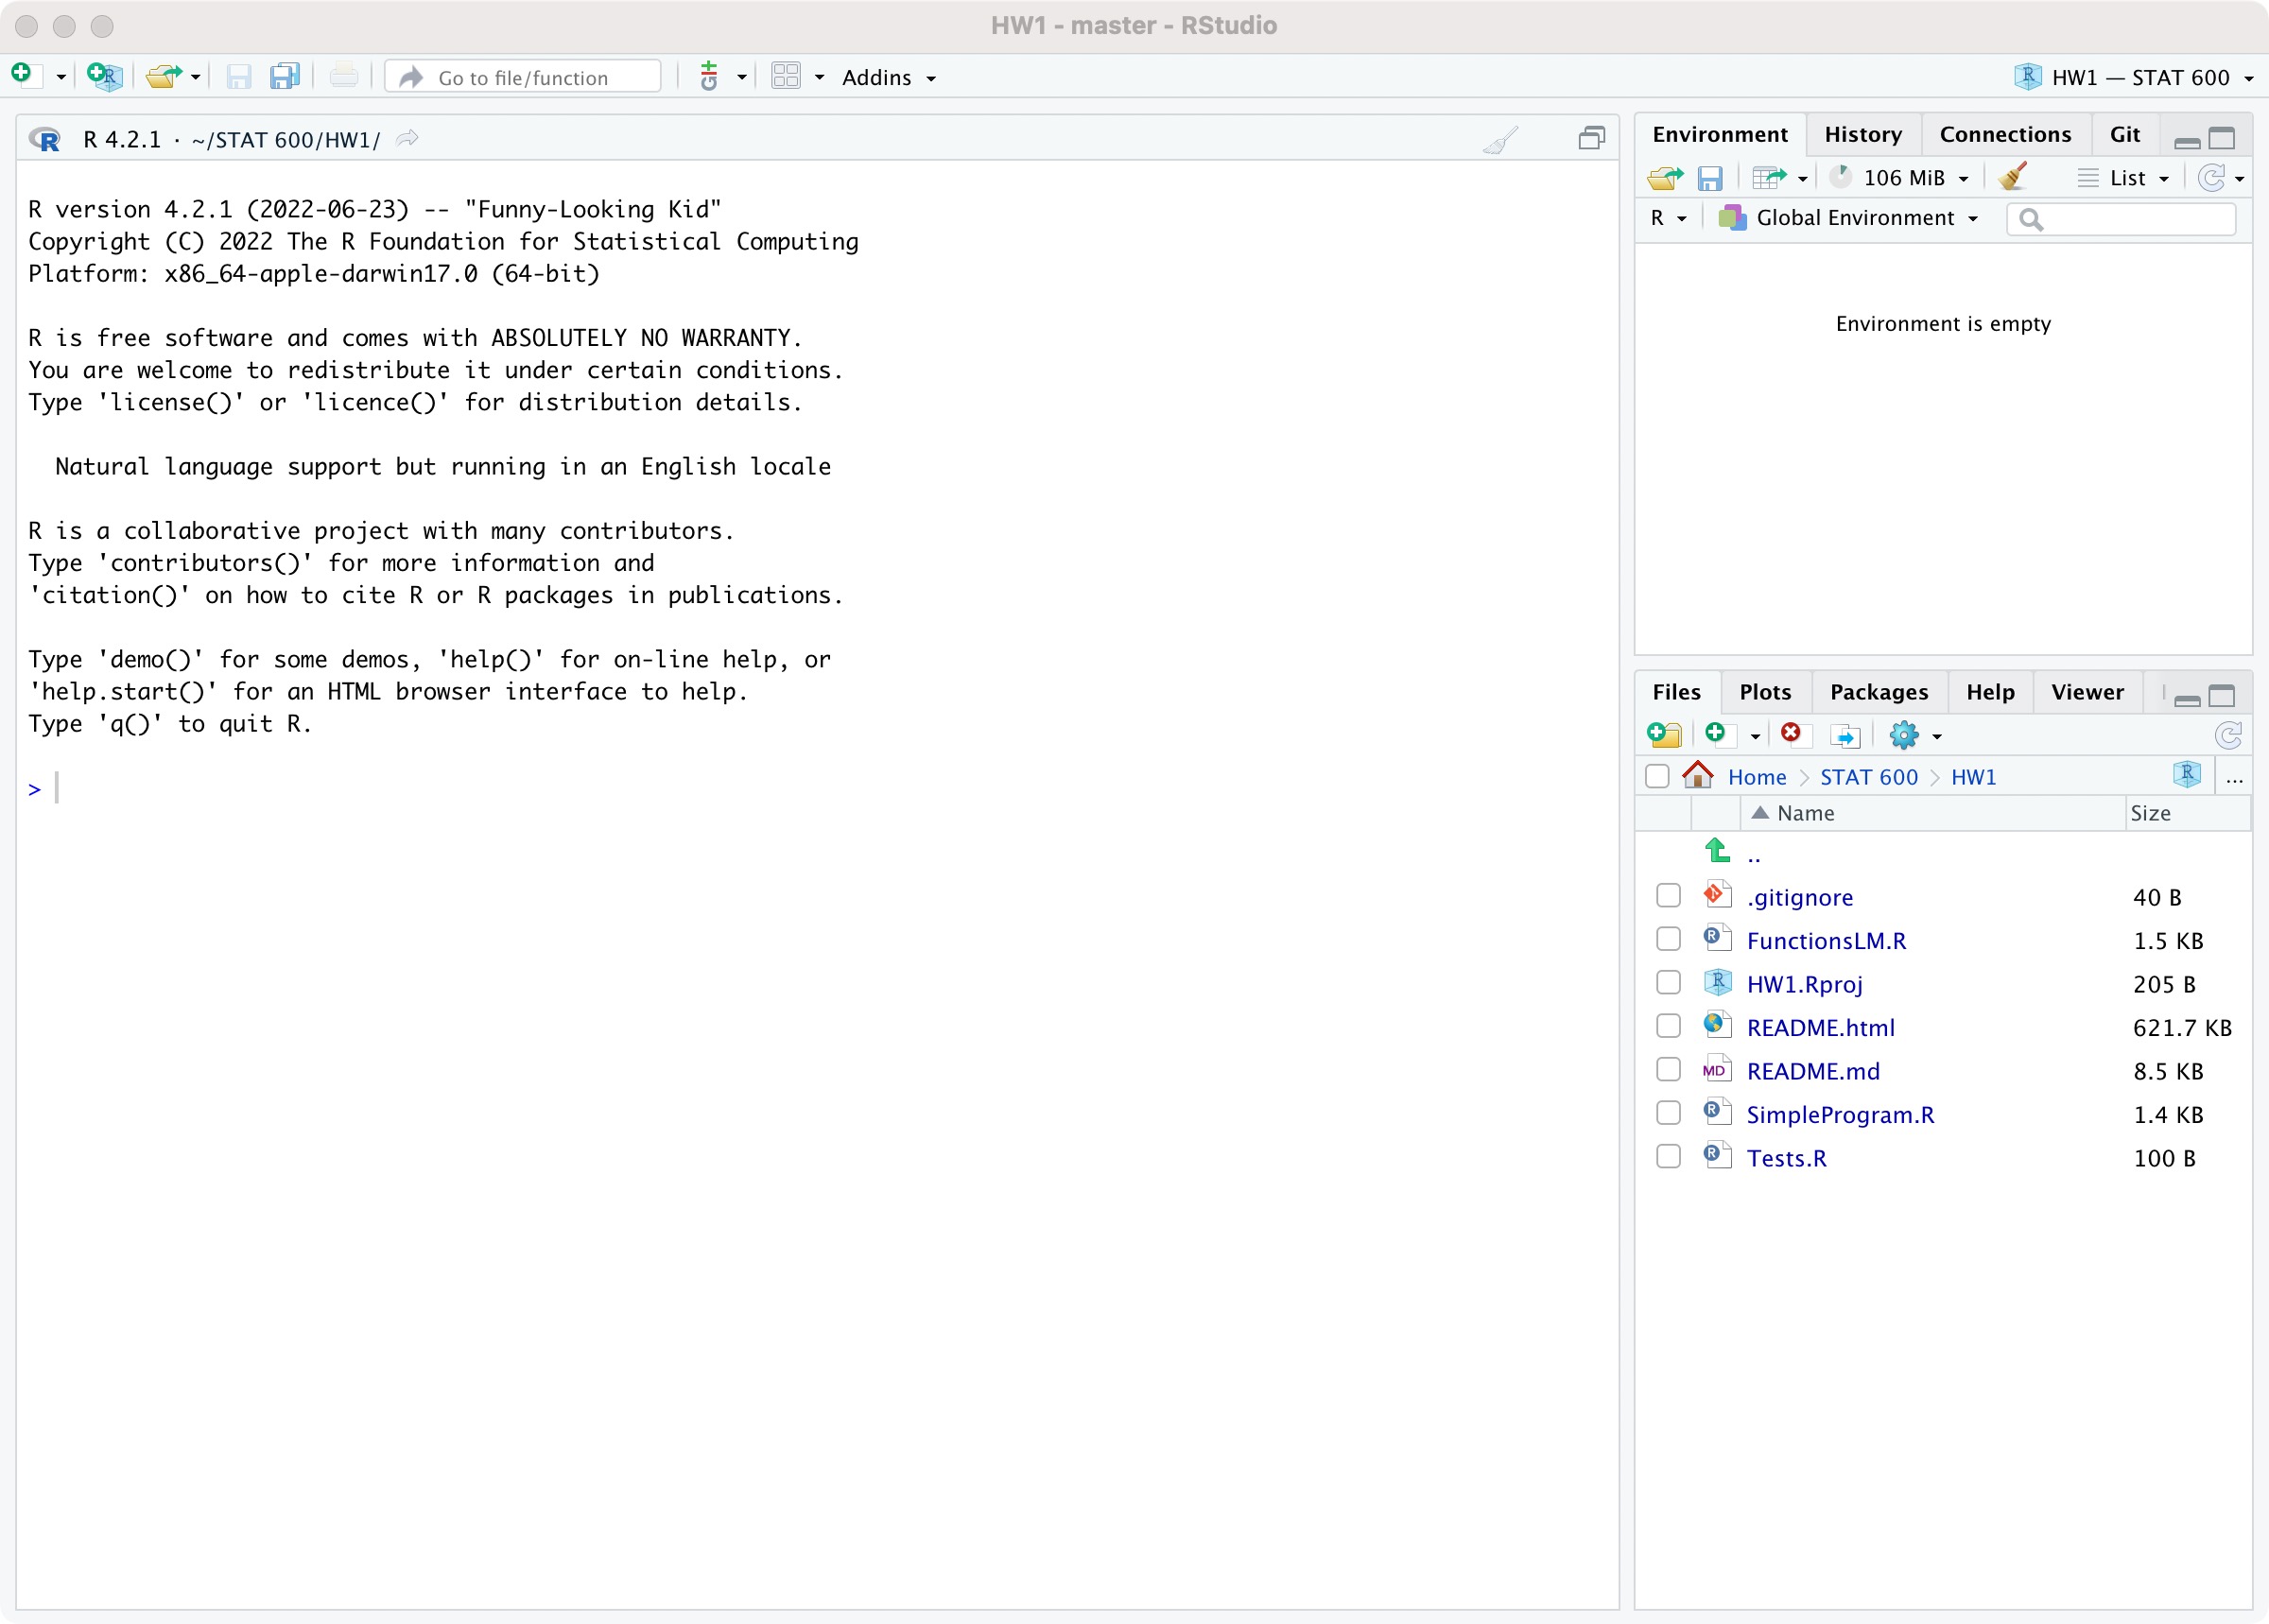 HW1 - master - RStudio
Go to file/function
Addins
HW1 — STAT 600
R 4.2.1 · ~/STAT 600/HW1/
R version 4.2.1 (2022-06-23) -- "Funny-Looking Kid"
Copyright (C) 2022 The R Foundation for Statistical Computing
Platform: x86_64-apple-darwin17.0 (64-bit)
R is free software and comes with ABSOLUTELY NO WARRANTY.
You are welcome to redistribute it under certain conditions.
Type 'license()' or 'licence()' for distribution details.
Natural language support but running in an English locale
R is a collaborative project with many contributors.
Type 'contributors()' for more information and
'citation()' on how to cite R or R packages in publications.
Type 'demo()' for some demos, 'help()' for on-line help, or
'help.start()' for an HTML browser interface to help.
Type 'q()' to quit R.
>
Environment History Connections Git
106 MiB List
R Global Environment
Environment is empty
Files Plots Packages Help Viewer
Home STAT 600 HW1 ...
Name Size
..
.gitignore 40 B
FunctionsLM.R 1.5 KB
HW1.Rproj 205 B
README.html 621.7 KB
README.md 8.5 KB
SimpleProgram.R 1.4 KB
Tests.R 100 B